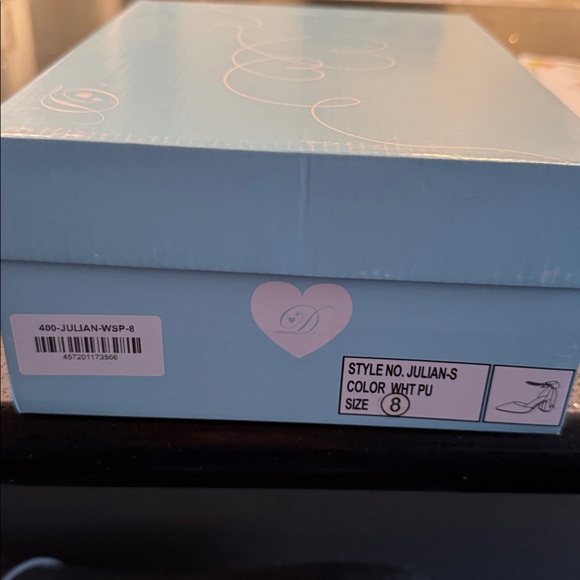 400-JULIAN-WSP-8
457201173566
D
STYLE NO. JULIAN-S
COLOR WHT PU
SIZE 8